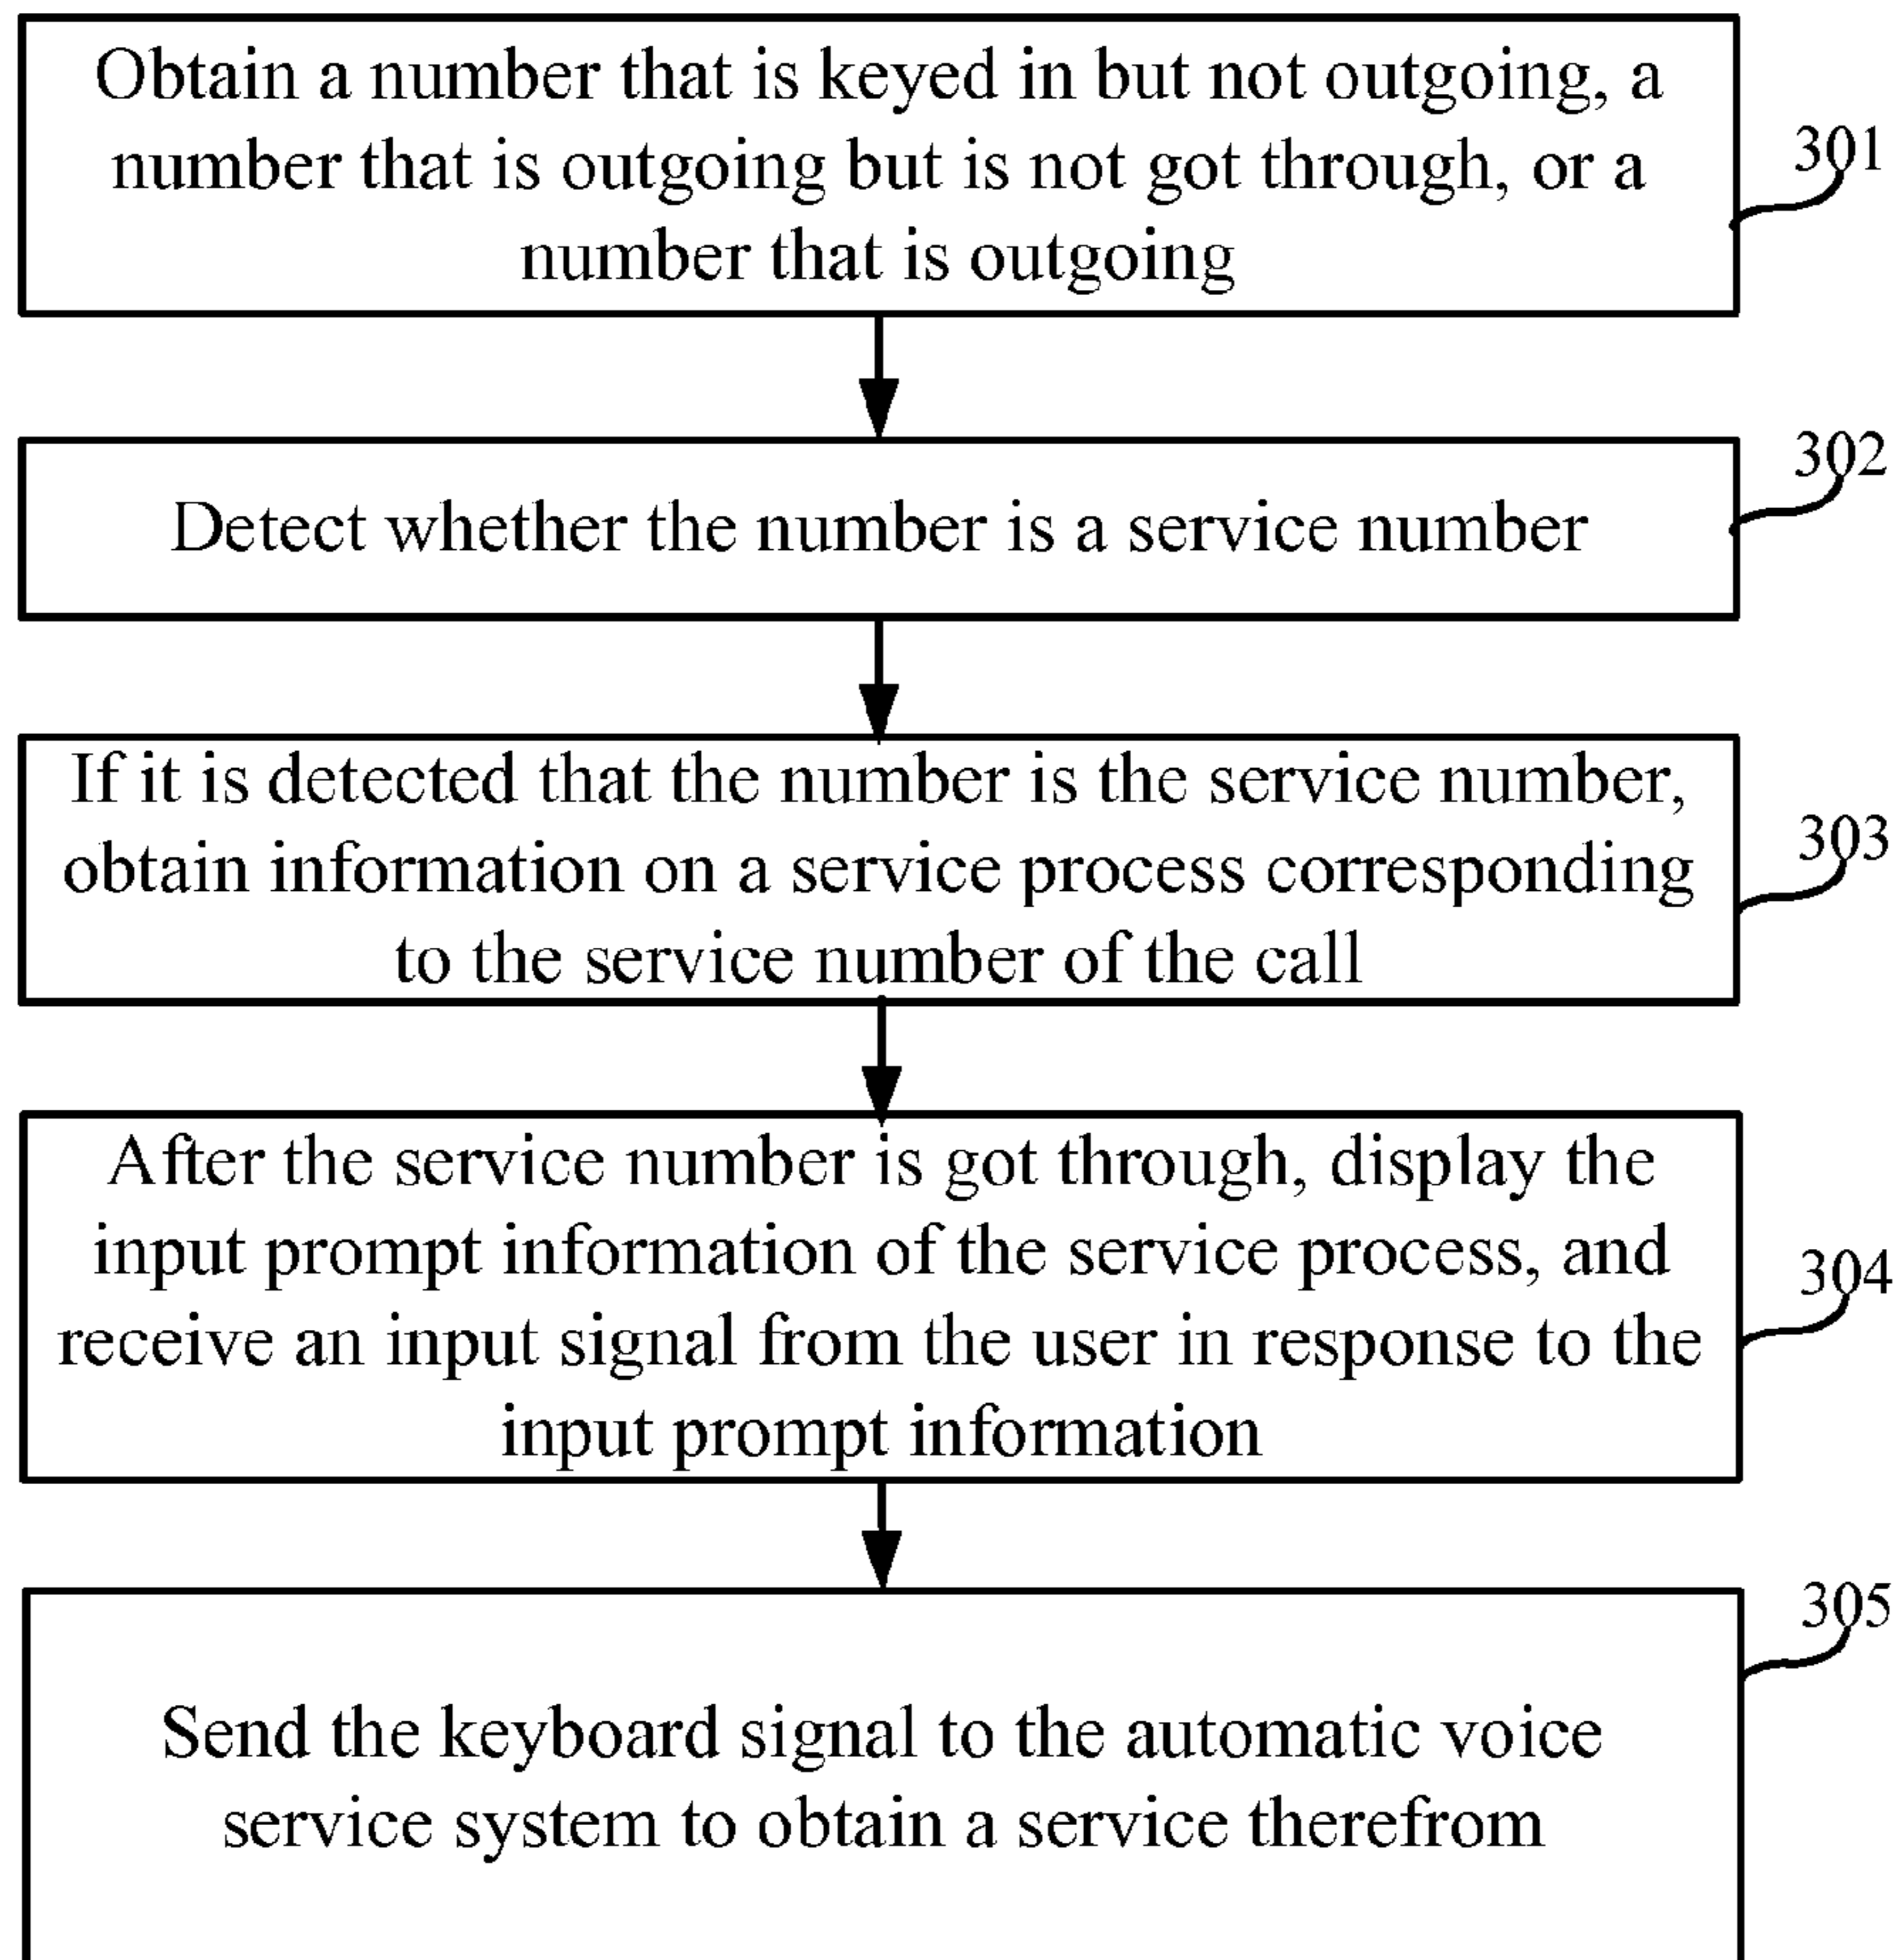 Obtain a number that is keyed in but not outgoing, a
number that is outgoing but is not got through, or a
number that is outgoing
301
Detect whether the number is a service number
302
If it is detected that the number is the service number,
obtain information on a service process corresponding
to the service number of the call
303
After the service number is got through, display the
input prompt information of the service process, and
receive an input signal from the user in response to the
input prompt information
304
Send the keyboard signal to the automatic voice
service system to obtain a service therefrom
305